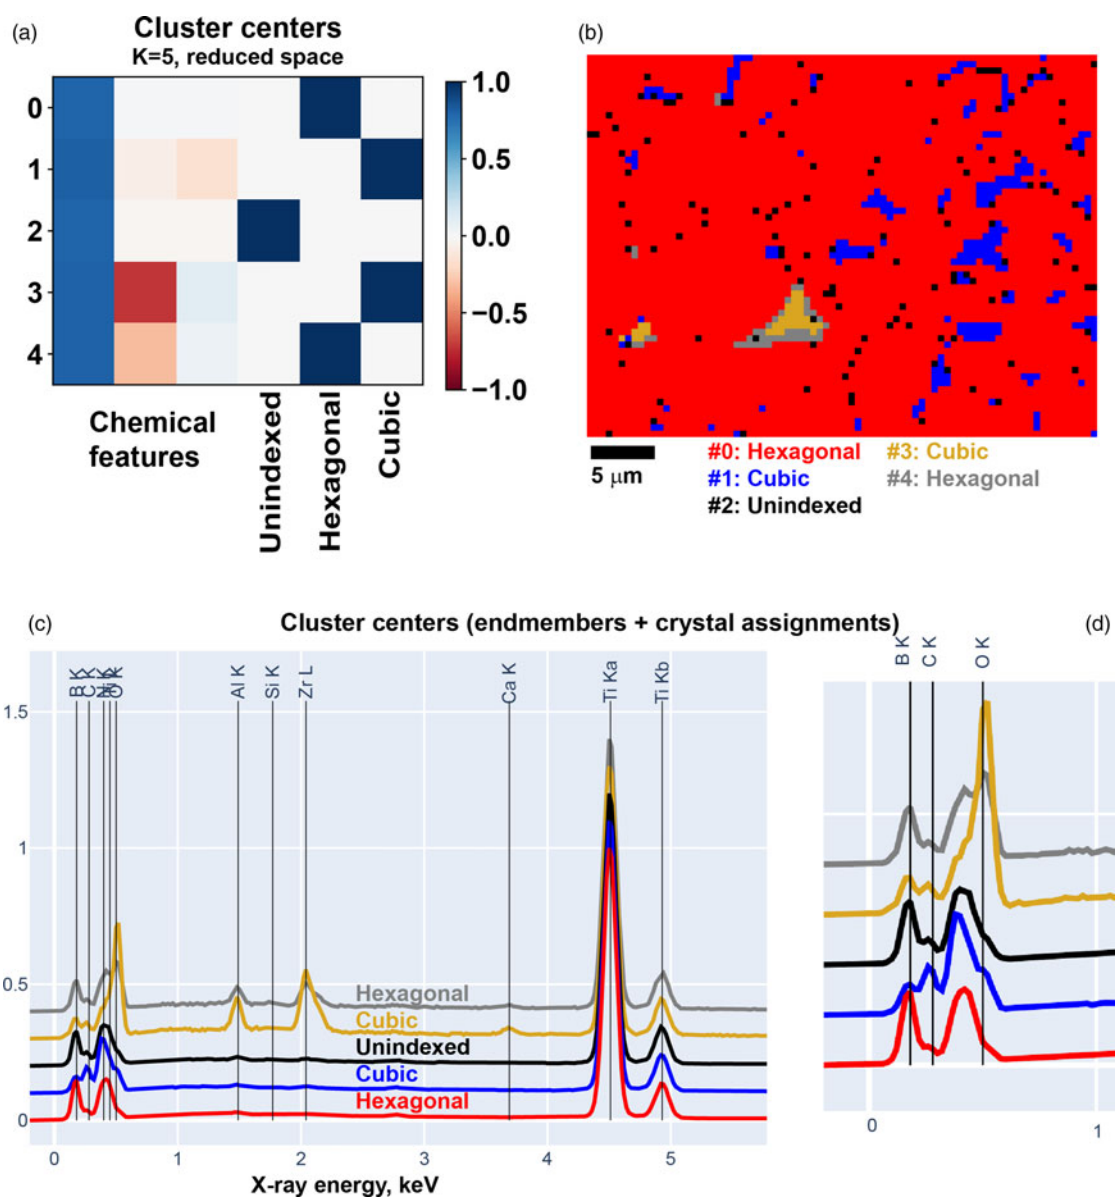 (a)
Cluster centers
K=5, reduced space
0
1
2
3
4
1.0
0.5
0.0
−0.5
−1.0
Chemical
features
Unindexed
Hexagonal
Cubic
(b)
5 μm
#0: Hexagonal
#1: Cubic
#2: Unindexed
#3: Cubic
#4: Hexagonal
(c)
Cluster centers (endmembers + crystal assignments)
B K
C K
N K
O K
Al K
Si K
Zr L
Ca K
Ti Ka
Ti Kb
1.5
1
0.5
0
Hexagonal
Cubic
Unindexed
Cubic
Hexagonal
0
1
2
3
4
5
X-ray energy, keV
(d)
B K
C K
O K
0
1